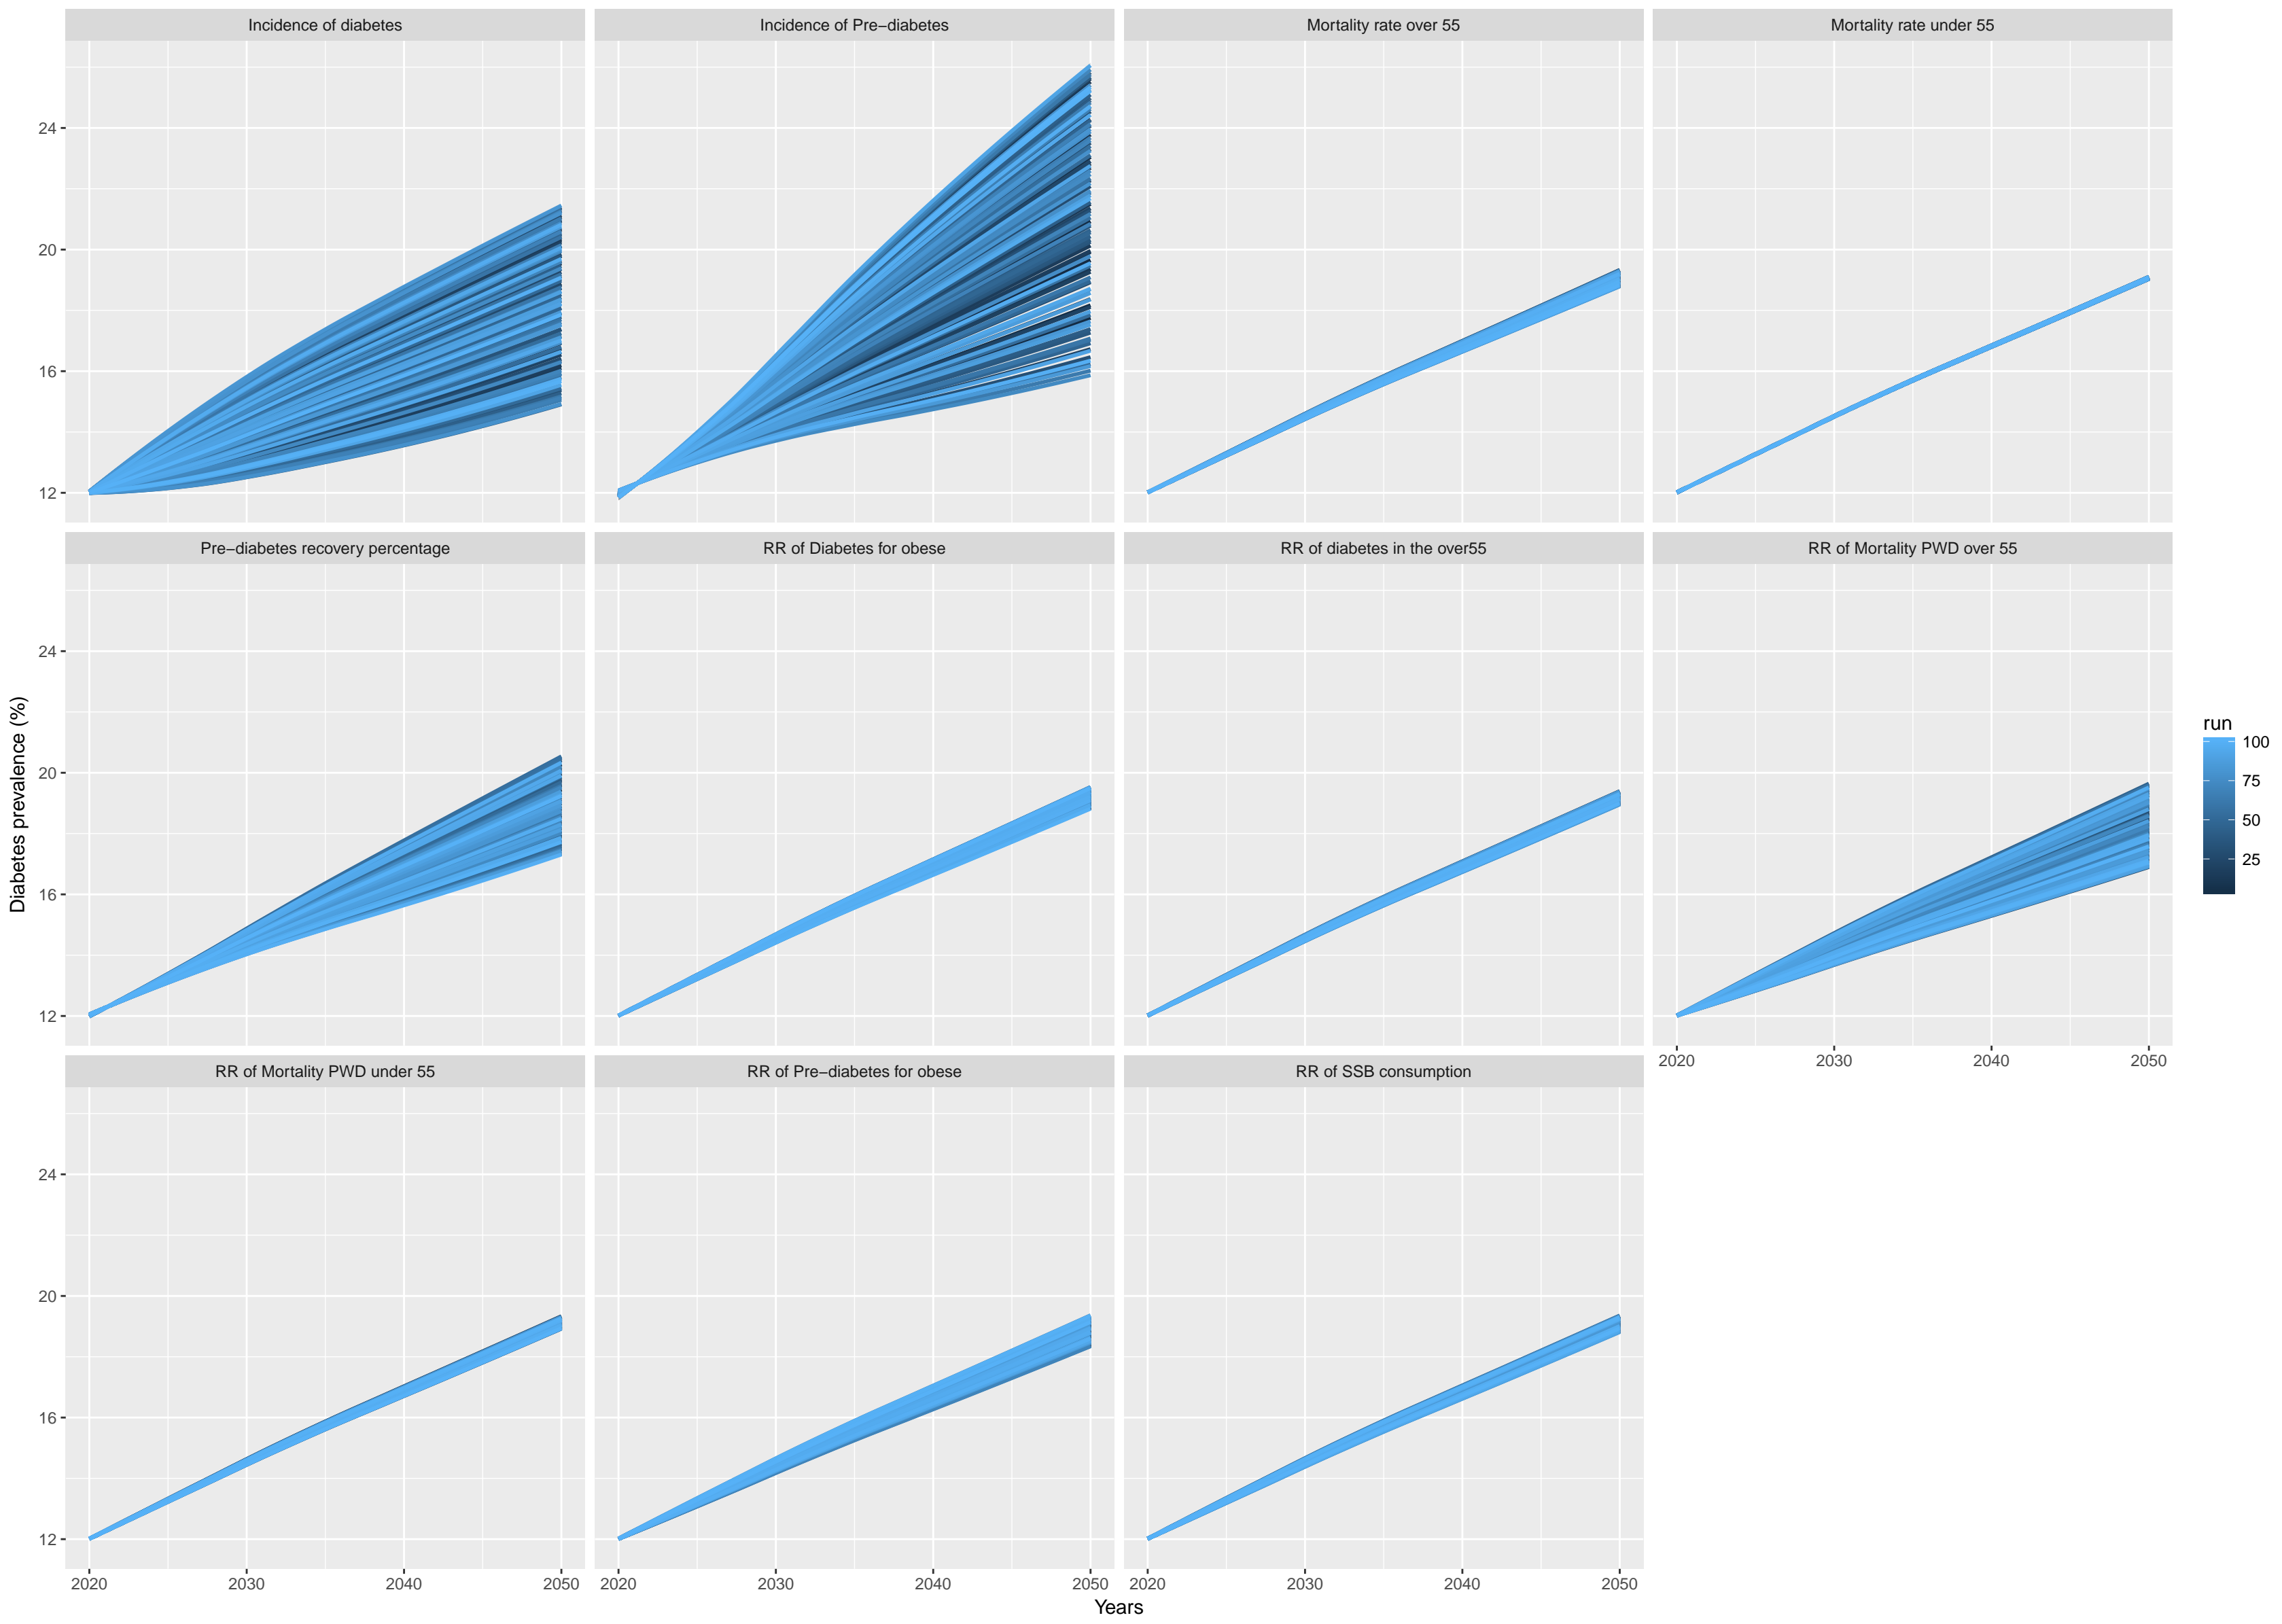 Incidence of diabetes
Incidence of Pre−diabetes
Mortality rate over 55
Mortality rate under 55
24
20
16
12
Pre−diabetes recovery percentage
RR of Diabetes for obese
RR of diabetes in the over55
RR of Mortality PWD over 55
24
20
16
12
2020 2030 2040 2050
RR of Mortality PWD under 55
RR of Pre−diabetes for obese
RR of SSB consumption
24
20
16
12
2020 2030 2040 2050
2020 2030 2040 2050
2020 2030 2040 2050
Years
Diabetes prevalence (%)
run
100
75
50
25